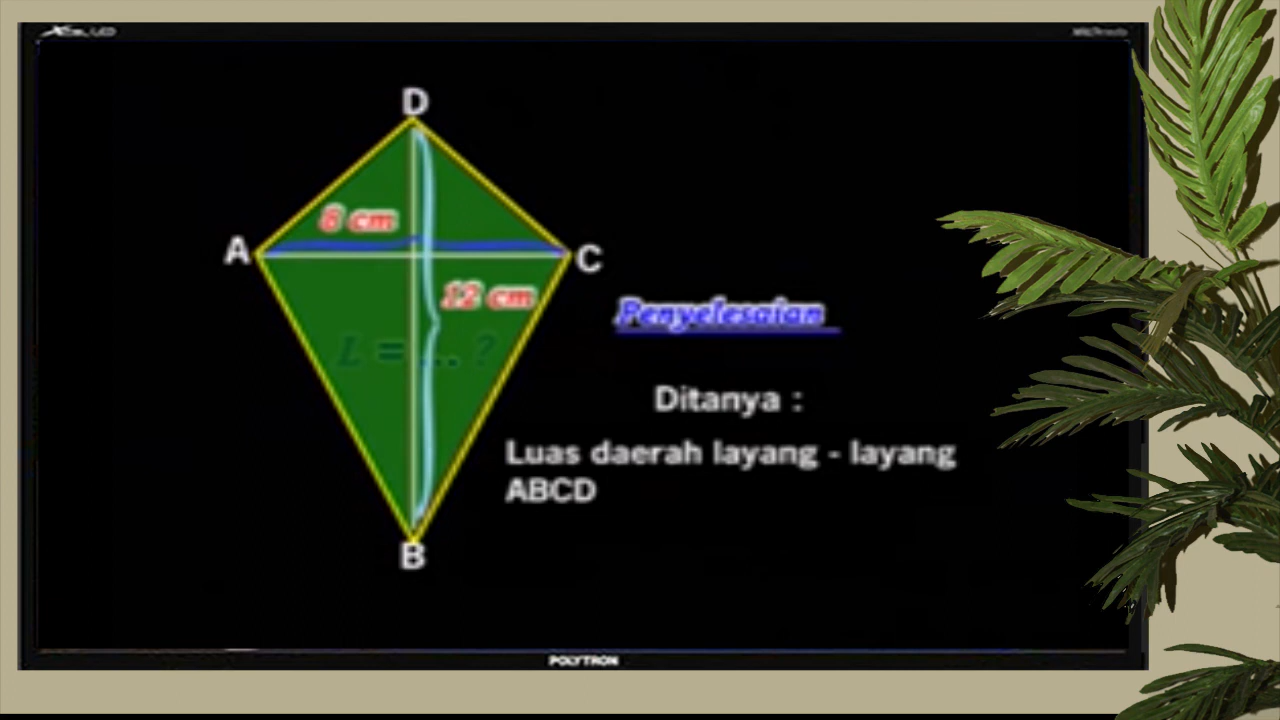 D
8 cm
A
C
12 cm
Penyelesaian
L = ... ?
Ditanya :
Luas daerah layang - layang
ABCD
B
POLYTRON